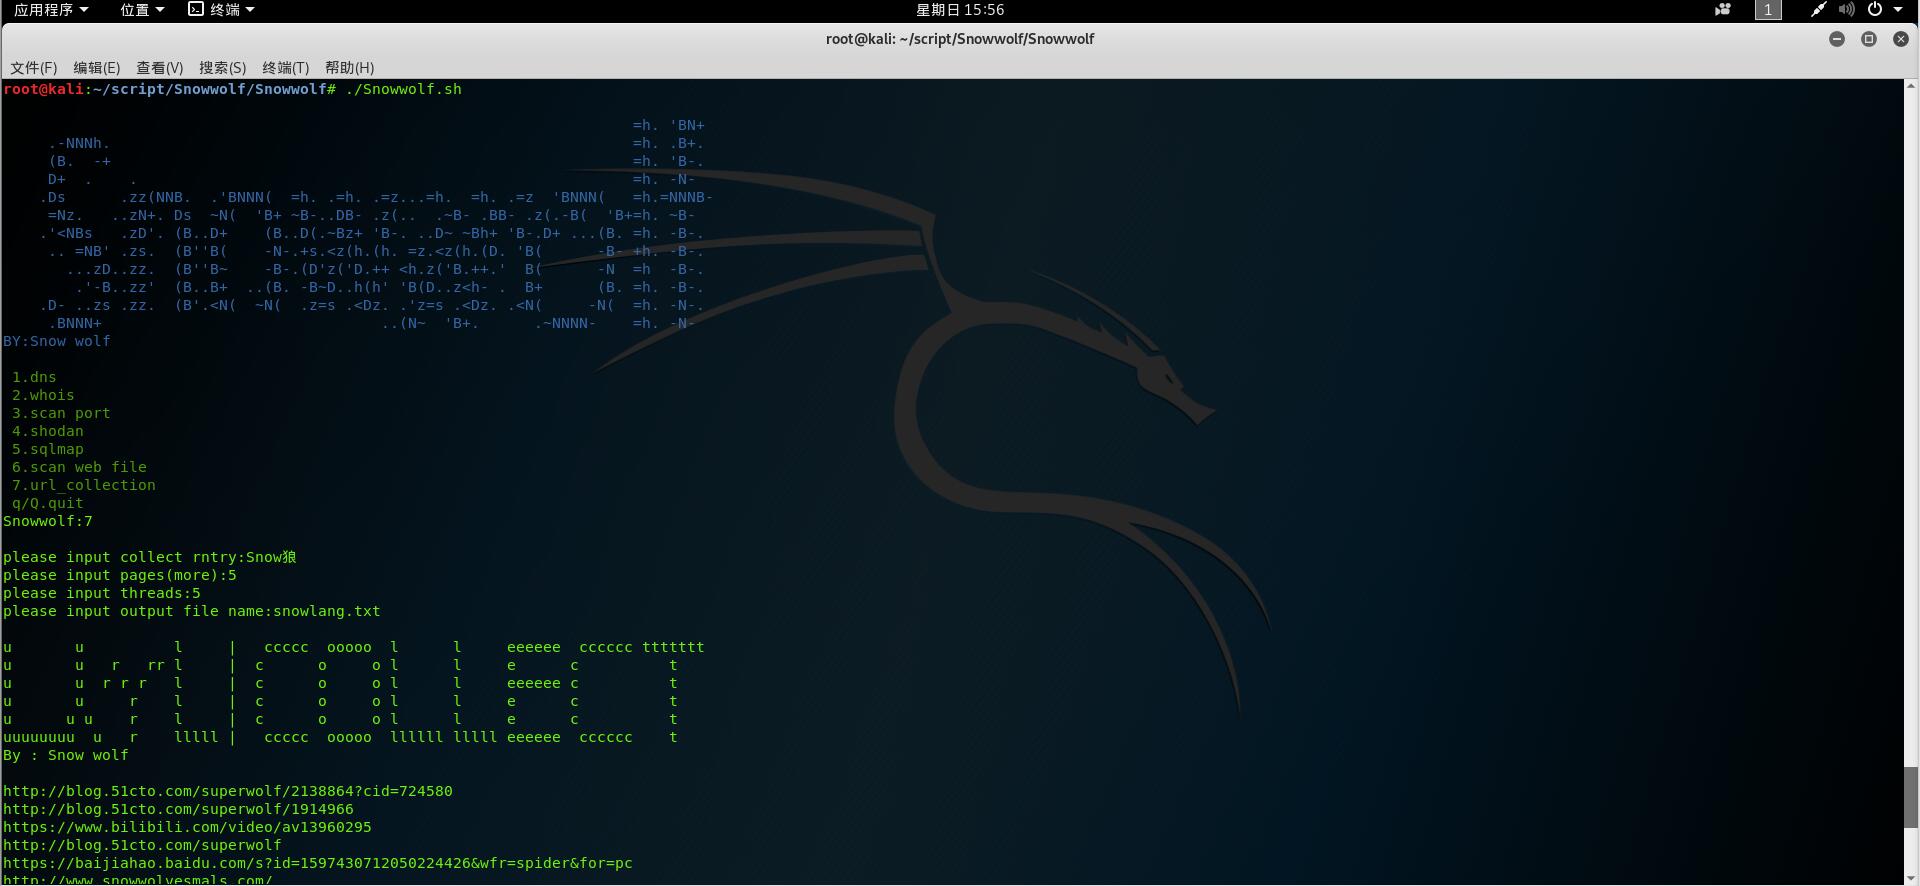 应用程序 位置 终端 星期日 15:56 1
root@kali: ~/script/Snowwolf/Snowwolf
文件(F) 编辑(E) 查看(V) 搜索(S) 终端(T) 帮助(H)
root@kali:~/script/Snowwolf/Snowwolf# ./Snowwolf.sh
=h. 'BN+
.-NNNh. =h. .B+.
(B. -+ =h. 'B-.
D+ . . =h. -N-
.Ds .zz(NNB. .'BNNN( =h. .=h. .=z...=h. =h. .=z 'BNNN( =h.=NNNB-
=Nz. ..zN+. Ds ~N( 'B+ ~B-..DB- .z(.. .~B- .BB- .z(.-B( 'B+=h. ~B-
.'<NBs .zD'. (B..D+ (B..D(.~Bz+ 'B-. ..D~ ~Bh+ 'B-.D+ ...(B. =h. -B-.
.. =NB' .zs. (B''B( -N-.+s.<z(h.(h. =z.<z(h.(D. 'B( -B- +h. -B-.
...zD..zz. (B''B~ -B-.(D'z('D.++ <h.z('B.++.' B( -N =h -B-.
.'-B..zz' (B..B+ ..(B. -B~D..h(h' 'B(D..z<h- . B+ (B. =h. -B-.
.D- ..zs .zz. (B'.<N( ~N( .z=s .<Dz. .'z=s .<Dz. .<N( -N( =h. -N-.
.BNNN+ ..(N~ 'B+. .~NNNN- =h. -N-
BY:Snow wolf
1.dns
2.whois
3.scan port
4.shodan
5.sqlmap
6.scan web file
7.url_collection
q/Q.quit
Snowwolf:7
please input collect rntry:Snow狼
please input pages(more):5
please input threads:5
please input output file name:snowlang.txt
u u l | ccccc ooooo l l eeeeee cccccc ttttttt
u u r rr l | c o o l l e c t
u u r r r l | c o o l l eeeeee c t
u u r l | c o o l l e c t
u u u r l | c o o l l e c t
uuuuuuuu u r lllll | ccccc ooooo llllll lllll eeeeee cccccc t
By : Snow wolf
http://blog.51cto.com/superwolf/2138864?cid=724580
http://blog.51cto.com/superwolf/1914966
https://www.bilibili.com/video/av13960295
http://blog.51cto.com/superwolf
https://baijiahao.baidu.com/s?id=1597430712050224426&wfr=spider&for=pc
http://www.snowwolvesmals.com/